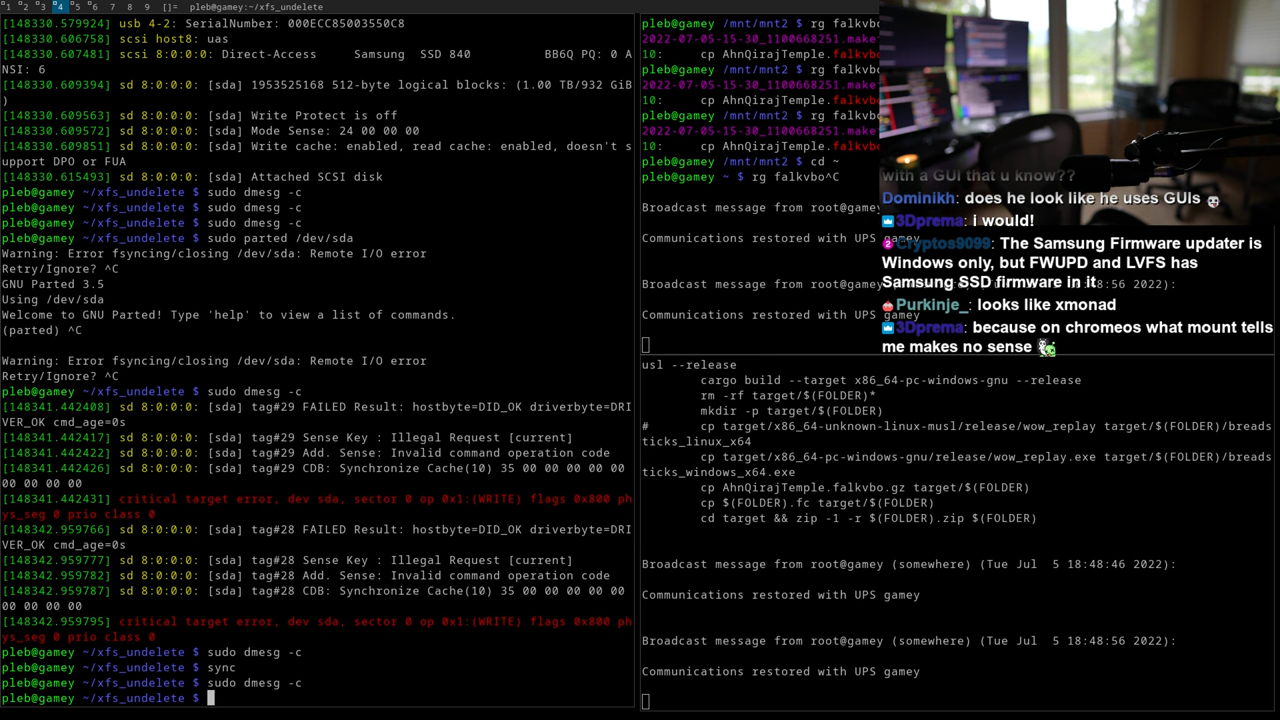 1 2 3 4 5 6 7 8 9 []= pleb@gamey:~/xfs_undelete
[148330.579924] usb 4-2: SerialNumber: 000ECC85003550C8
[148330.606758] scsi host8: uas
[148330.607481] scsi 8:0:0:0: Direct-Access     Samsung  SSD 840          BB6Q PQ: 0 A
NSI: 6
[148330.609394] sd 8:0:0:0: [sda] 1953525168 512-byte logical blocks: (1.00 TB/932 GiB
)
[148330.609563] sd 8:0:0:0: [sda] Write Protect is off
[148330.609572] sd 8:0:0:0: [sda] Mode Sense: 24 00 00 00
[148330.609851] sd 8:0:0:0: [sda] Write cache: enabled, read cache: enabled, doesn't s
upport DPO or FUA
[148330.615493] sd 8:0:0:0: [sda] Attached SCSI disk
pleb@gamey ~/xfs_undelete $ sudo dmesg -c
pleb@gamey ~/xfs_undelete $ sudo dmesg -c
pleb@gamey ~/xfs_undelete $ sudo dmesg -c
pleb@gamey ~/xfs_undelete $ sudo parted /dev/sda
Warning: Error fsyncing/closing /dev/sda: Remote I/O error
Retry/Ignore? ^C
GNU Parted 3.5
Using /dev/sda
Welcome to GNU Parted! Type 'help' to view a list of commands.
(parted) ^C
Warning: Error fsyncing/closing /dev/sda: Remote I/O error
Retry/Ignore? ^C
pleb@gamey ~/xfs_undelete $ sudo dmesg -c
[148341.442408] sd 8:0:0:0: [sda] tag#29 FAILED Result: hostbyte=DID_OK driverbyte=DRI
VER_OK cmd_age=0s
[148341.442417] sd 8:0:0:0: [sda] tag#29 Sense Key : Illegal Request [current]
[148341.442422] sd 8:0:0:0: [sda] tag#29 Add. Sense: Invalid command operation code
[148341.442426] sd 8:0:0:0: [sda] tag#29 CDB: Synchronize Cache(10) 35 00 00 00 00 00
00 00 00 00
[148341.442431] critical target error, dev sda, sector 0 op 0x1:(WRITE) flags 0x800 ph
ys_seg 0 prio class 0
[148342.959766] sd 8:0:0:0: [sda] tag#28 FAILED Result: hostbyte=DID_OK driverbyte=DRI
VER_OK cmd_age=0s
[148342.959777] sd 8:0:0:0: [sda] tag#28 Sense Key : Illegal Request [current]
[148342.959782] sd 8:0:0:0: [sda] tag#28 Add. Sense: Invalid command operation code
[148342.959787] sd 8:0:0:0: [sda] tag#28 CDB: Synchronize Cache(10) 35 00 00 00 00 00
00 00 00 00
[148342.959795] critical target error, dev sda, sector 0 op 0x1:(WRITE) flags 0x800 ph
ys_seg 0 prio class 0
pleb@gamey ~/xfs_undelete $ sudo dmesg -c
pleb@gamey ~/xfs_undelete $ sync
pleb@gamey ~/xfs_undelete $ sudo dmesg -c
pleb@gamey ~/xfs_undelete $
pleb@gamey /mnt/mnt2 $ rg falkvbo
2022-07-05-15-30_1100668251.make
10:    cp AhnQirajTemple.falkvbo
pleb@gamey /mnt/mnt2 $ rg falkvbo
2022-07-05-15-30_1100668251.make
10:    cp AhnQirajTemple.falkvbo
pleb@gamey /mnt/mnt2 $ rg falkvbo
2022-07-05-15-30_1100668251.make
10:    cp AhnQirajTemple.falkvbo
pleb@gamey /mnt/mnt2 $ cd ~
pleb@gamey ~ $ rg falkvbo^C
Broadcast message from root@gamey
Communications restored with UPS gamey
Broadcast message from root@gamey 8:56 2022):
Communications restored with UPS gamey
with a GUI that u know??
Dominikh: does he look like he uses GUIs
3Dprema: i would!
Cryptos9099: The Samsung Firmware updater is
Windows only, but FWUPD and LVFS has
Samsung SSD firmware in it
Purkinje_: looks like xmonad
3Dprema: because on chromeos what mount tells
me makes no sense
usl --release
cargo build --target x86_64-pc-windows-gnu --release
rm -rf target/$(FOLDER)*
mkdir -p target/$(FOLDER)
#       cp target/x86_64-unknown-linux-musl/release/wow_replay target/$(FOLDER)/breads
ticks_linux_x64
cp target/x86_64-pc-windows-gnu/release/wow_replay.exe target/$(FOLDER)/breads
ticks_windows_x64.exe
cp AhnQirajTemple.falkvbo.gz target/$(FOLDER)
cp $(FOLDER).fc target/$(FOLDER)
cd target && zip -1 -r $(FOLDER).zip $(FOLDER)
Broadcast message from root@gamey (somewhere) (Tue Jul  5 18:48:46 2022):
Communications restored with UPS gamey
Broadcast message from root@gamey (somewhere) (Tue Jul  5 18:48:56 2022):
Communications restored with UPS gamey